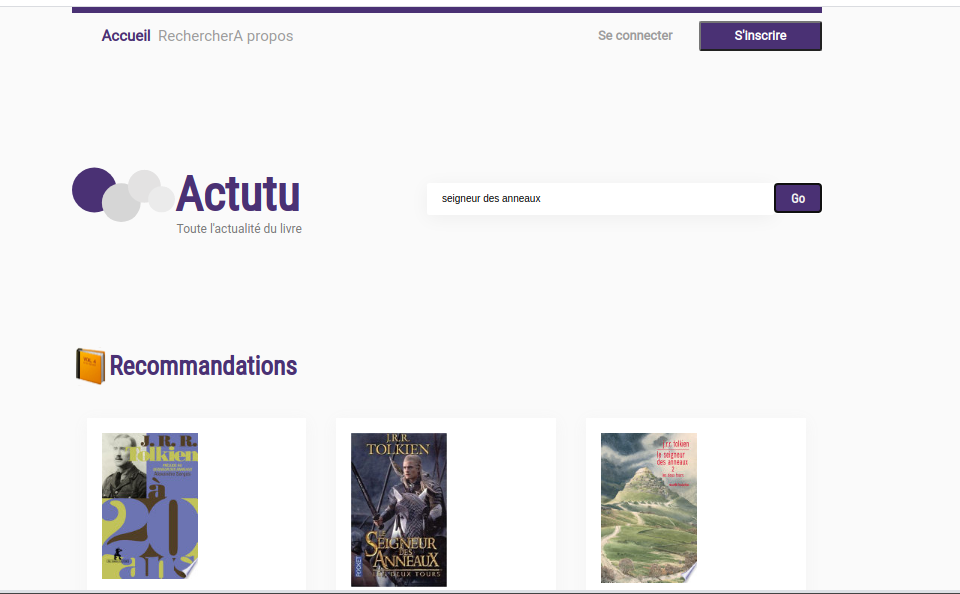 Accueil RechercherA propos Se connecter S'inscrire
Actutu
Toute l'actualité du livre
seigneur des anneaux Go
Recommandations
J. R. R.
Tolkien
à
20
ans
J.R.R.
TOLKIEN
LE SEIGNEUR
DES
ANNEAUX
LES DEUX TOURS
POCKET
j.r.r. tolkien
le seigneur
des anneaux
2